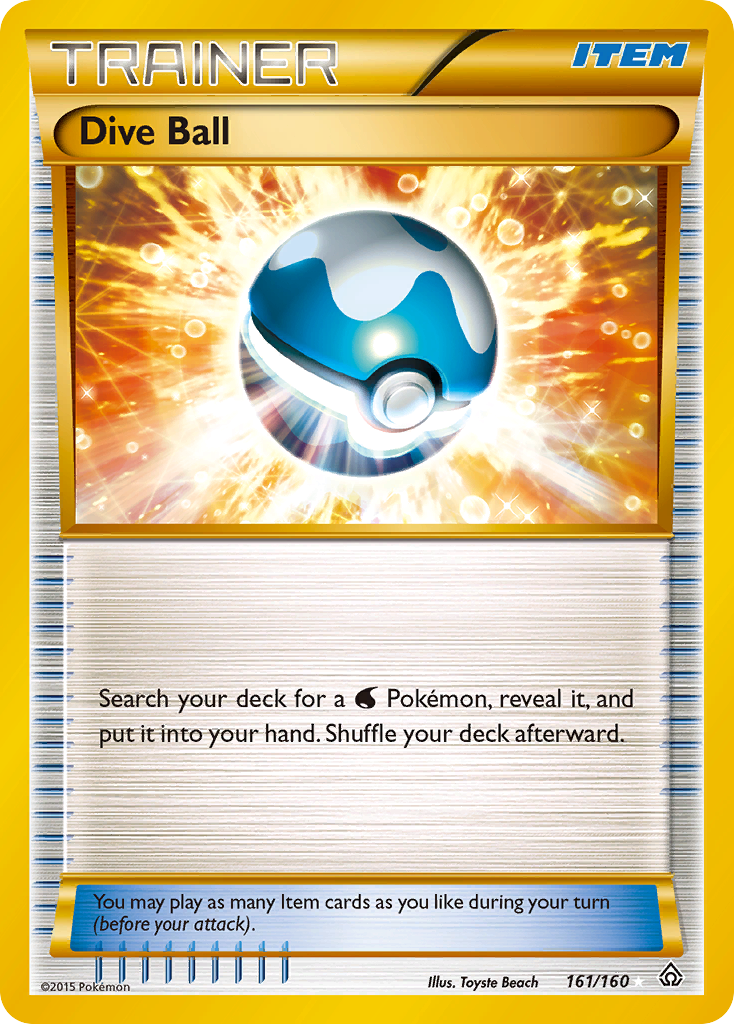 TRAINER
ITEM
Dive Ball
Search your deck for a Pokémon, reveal it, and
put it into your hand. Shuffle your deck afterward.
You may play as many Item cards as you like during your turn
(before your attack).
©2015 Pokémon
Illus. Toyste Beach
161/160